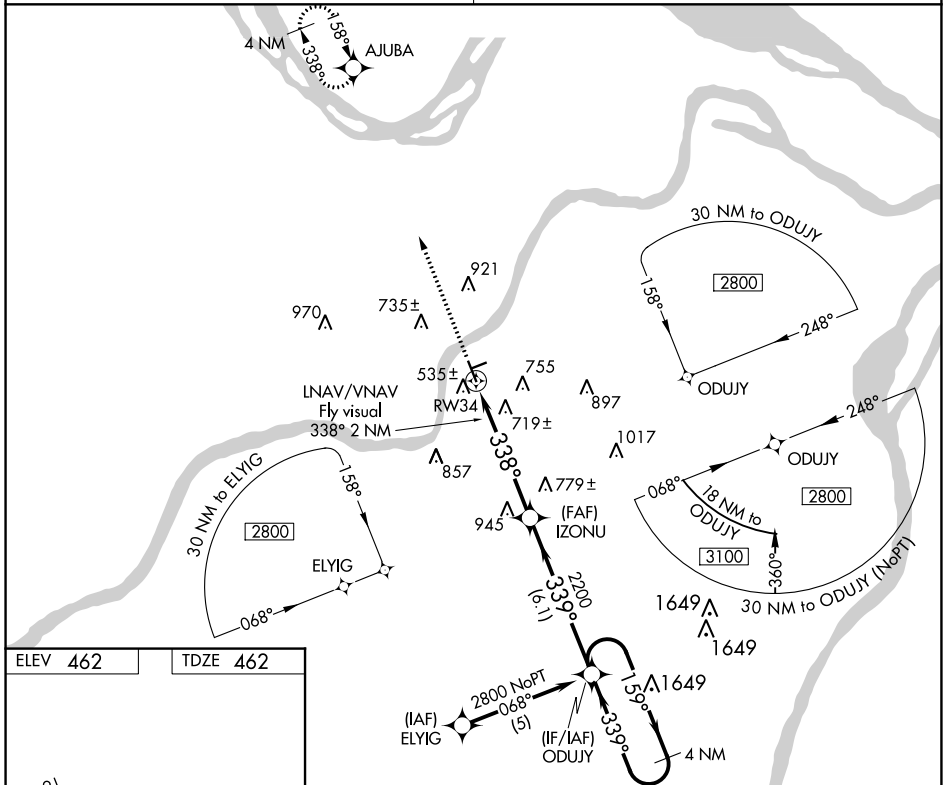 4 NM
158°
338°
AJUBA
30 NM to ODUJY
2800
158°
248°
ODUJY
921
970
735±
535±
755
897
RW34
719±
LNAV/VNAV
Fly visual
338° 2 NM
338°
1017
857
779±
945
(FAF)
IZONU
248°
ODUJY
068°
2800
18 NM to
ODUJY
3100
360°
30 NM to ODUJY (NoPT)
30 NM to ELYIG
158°
2800
ELYIG
068°
2200
339°
(6.1)
1649
1649
1649
ELEV 462
TDZE 462
2800 NoPT
068°
(5)
(IAF)
ELYIG
(IF/IAF)
ODUJY
159°
339°
4 NM